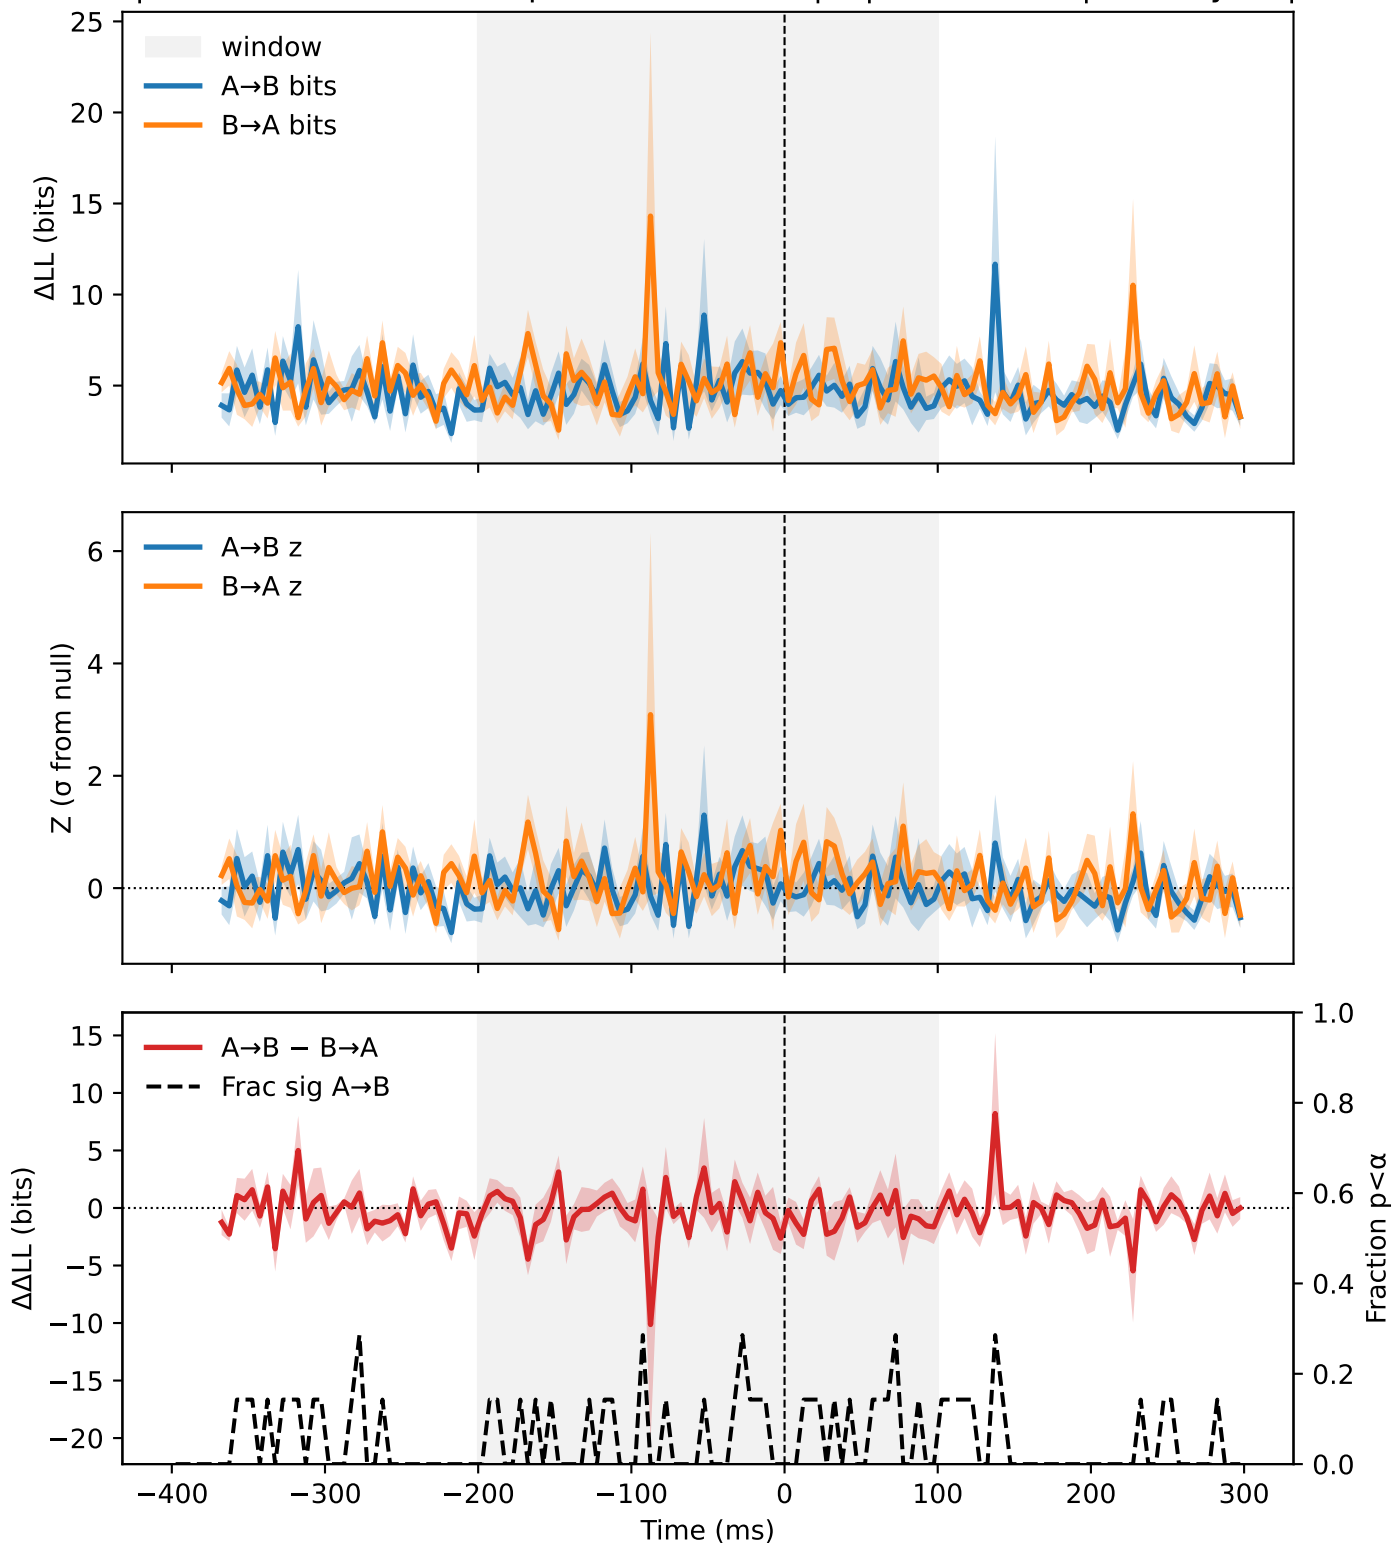 25
20
15
10
5
ΔLL (bits)
window
A→B bits
B→A bits
6
4
2
0
Z (σ from null)
A→B z
B→A z
15
10
5
0
−5
−10
−15
−20
ΔΔLL (bits)
A→B − B→A
Frac sig A→B
1.0
0.8
0.6
0.4
0.2
0.0
Fraction p<α
−400
−300
−200
−100
0
100
200
300
Time (ms)